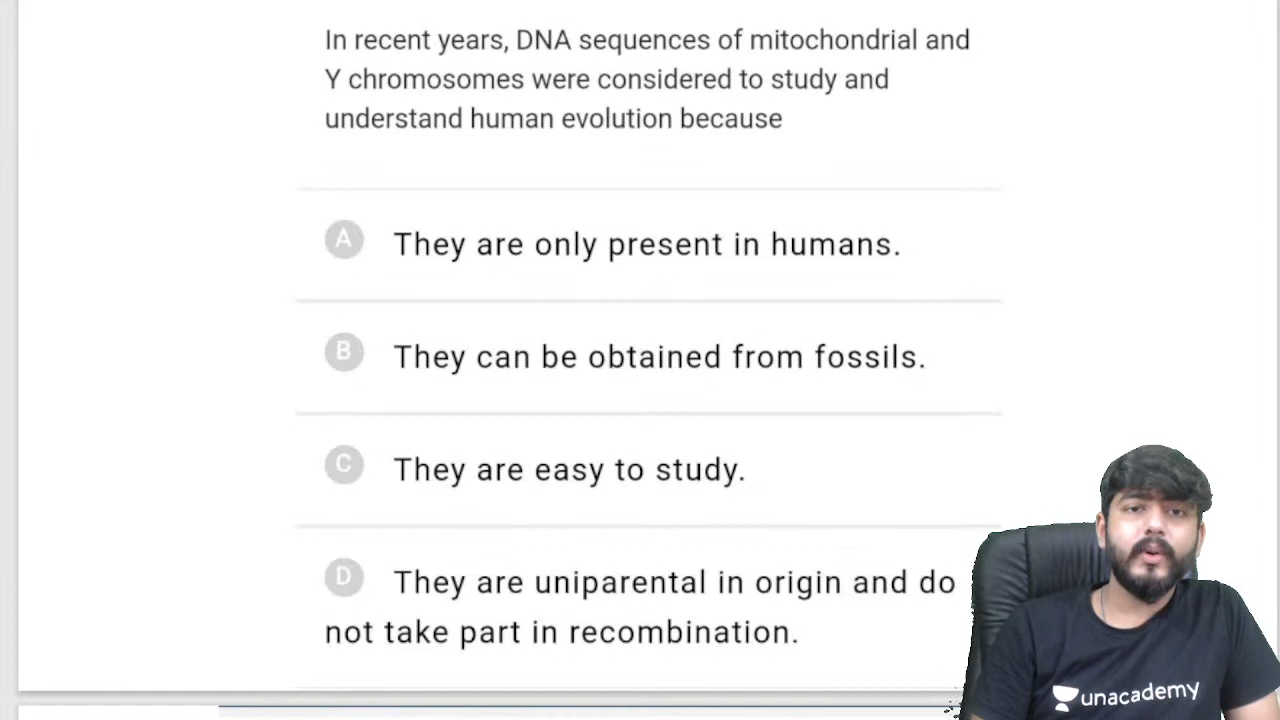 In recent years, DNA sequences of mitochondrial and
Y chromosomes were considered to study and
understand human evolution because
A They are only present in humans.
B They can be obtained from fossils.
C They are easy to study.
D They are uniparental in origin and do
not take part in recombination.
unacademy